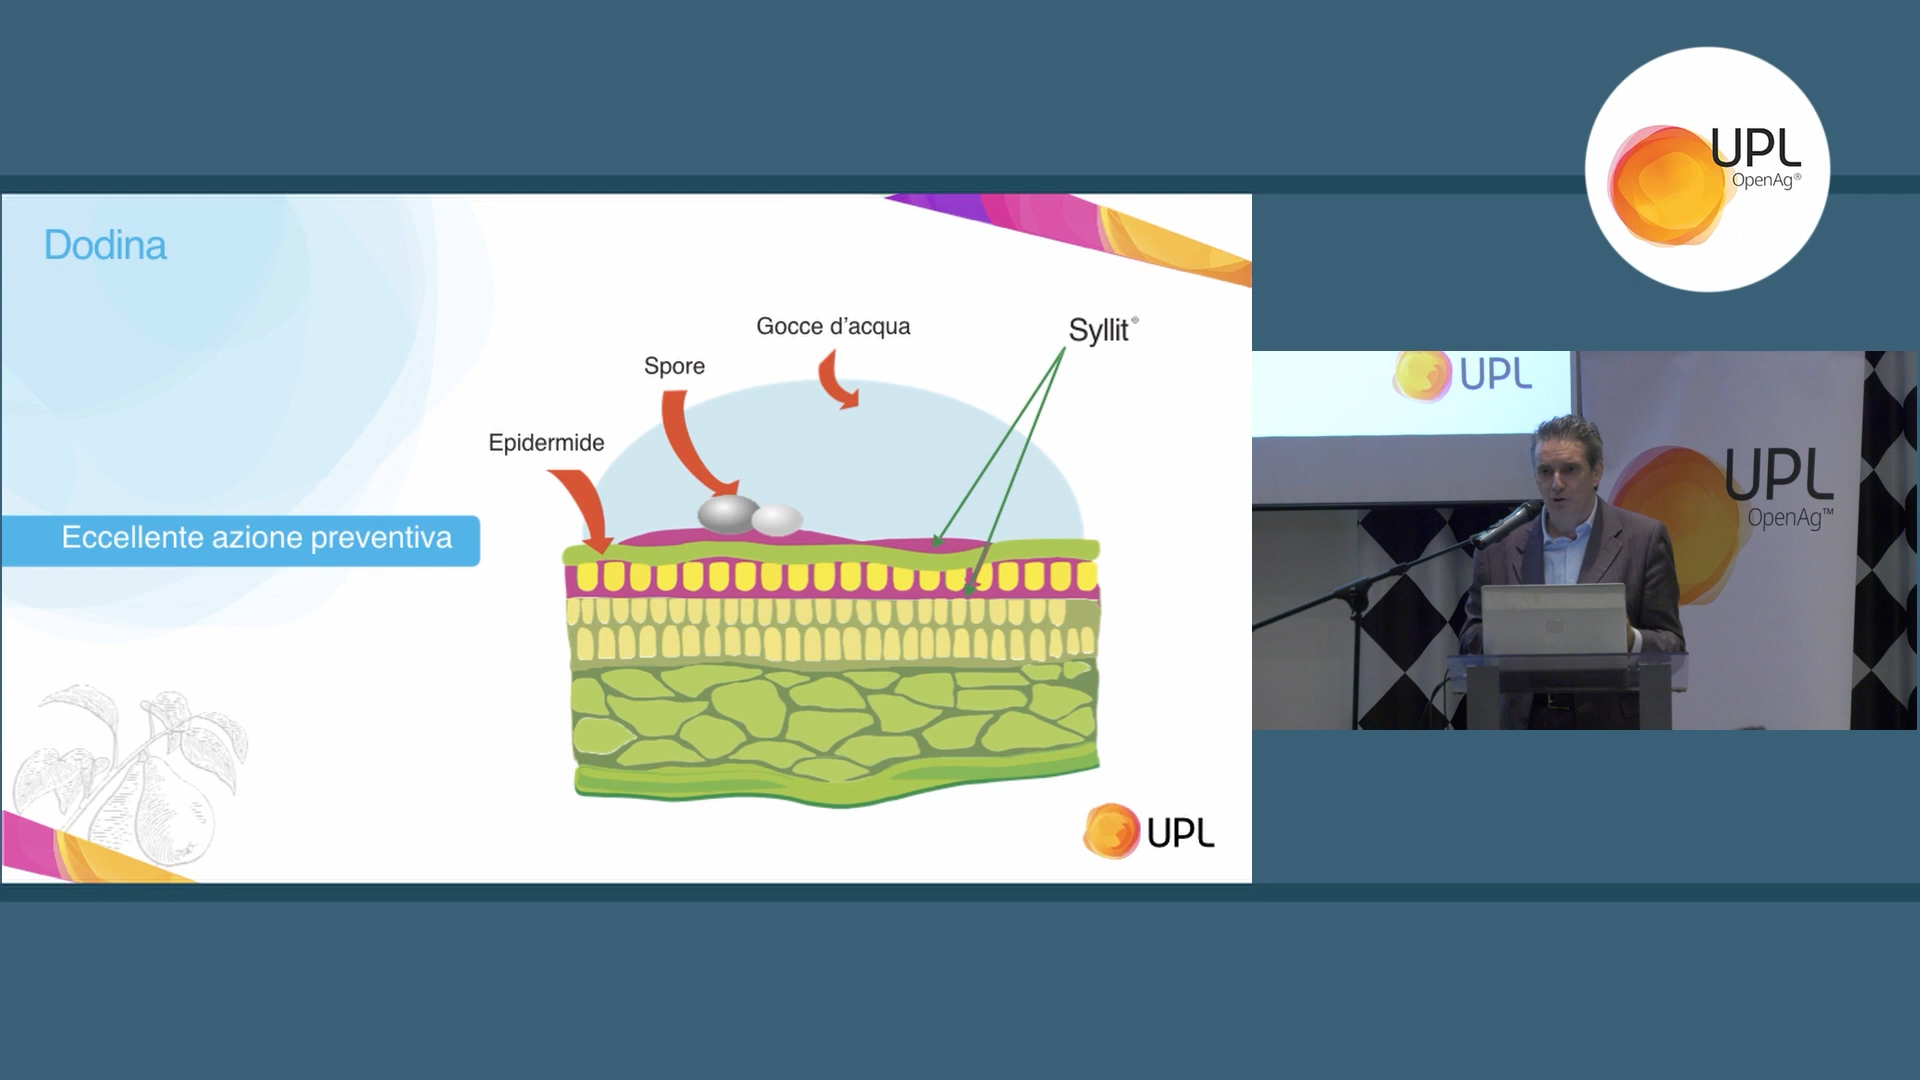 UPL
OpenAg®
Dodina
Gocce d'acqua
Syllit®
Spore
Epidermide
Eccellente azione preventiva
UPL
UPL
UPL
OpenAg™